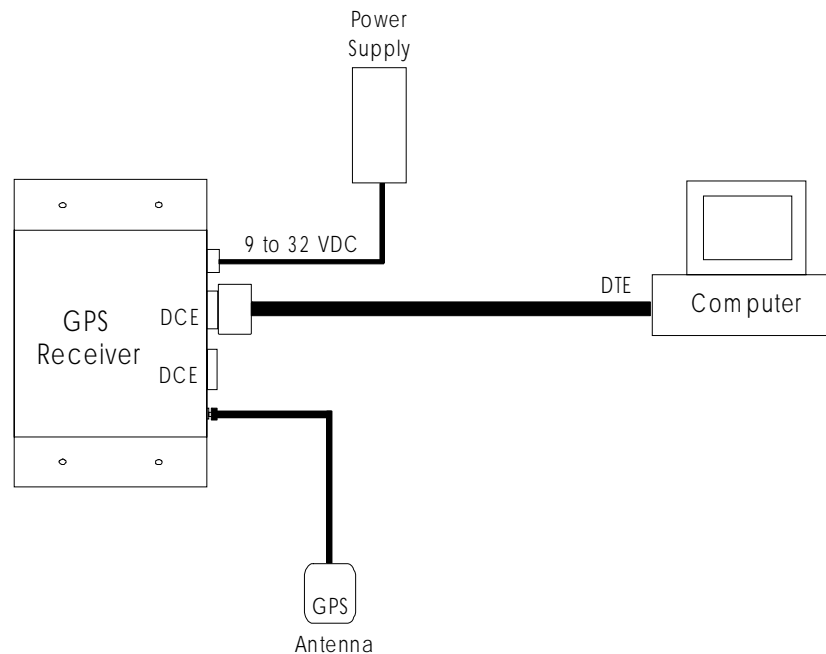 Power
Supply
9 to 32 VDC
DTE
Computer
DCE
GPS
Receiver
DCE
GPS
Antenna